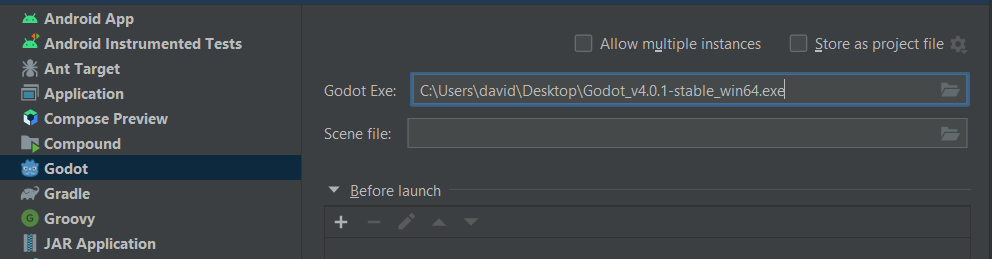 Android App
Android Instrumented Tests
Ant Target
Application
Compose Preview
Compound
Godot
Gradle
Groovy
JAR Application
Allow multiple instances
Store as project file
Godot Exe:
C:\Users\david\Desktop\Godot_v4.0.1-stable_win64.exe
Scene file:
Before launch